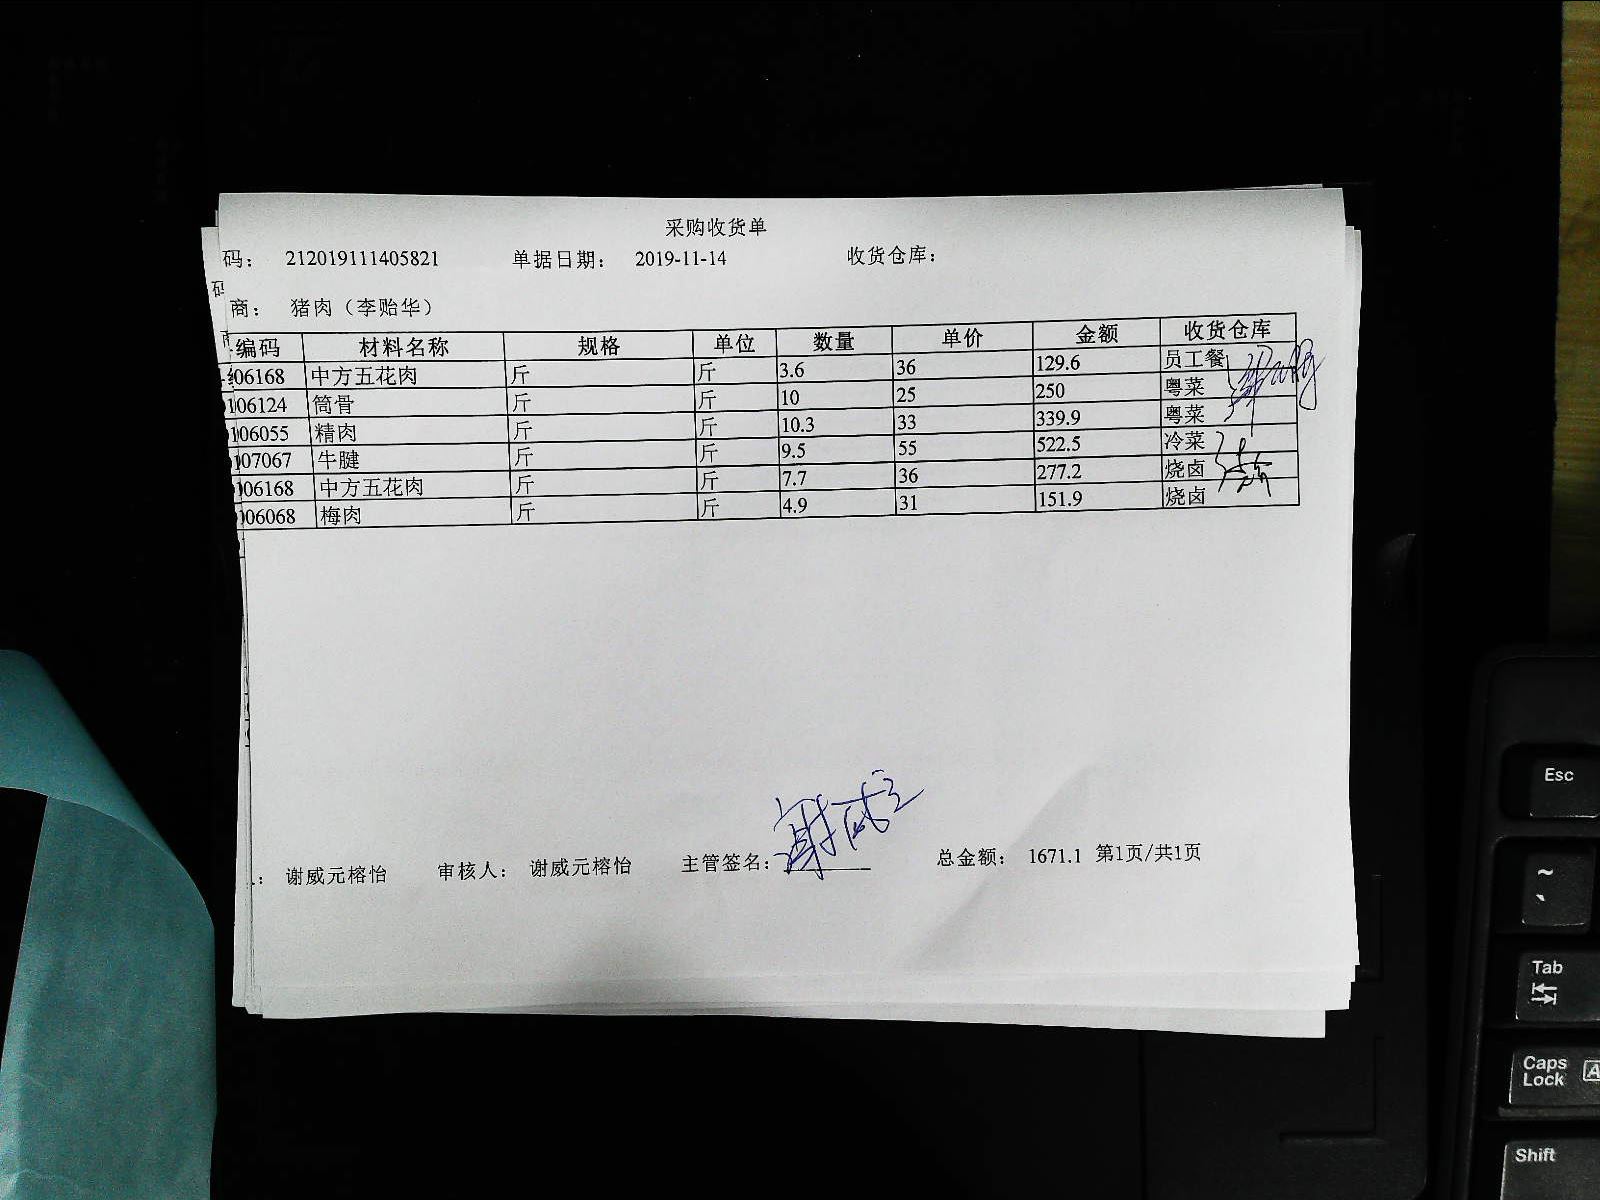 采购收货单
码： 212019111405821 单据日期： 2019-11-14 收货仓库：
码
商： 猪肉（李贻华）
编码 材料名称 规格 单位 数量 单价 金额 收货仓库
06168 中方五花肉 斤 斤 3.6 36 129.6 员工餐
106124 筒骨 斤 斤 10 25 250 粤菜
106055 精肉 斤 斤 10.3 33 339.9 粤菜
107067 牛腱 斤 斤 9.5 55 522.5 冷菜
06168 中方五花肉 斤 斤 7.7 36 277.2 烧卤
06068 梅肉 斤 斤 4.9 31 151.9 烧卤
： 谢威元榕怡 审核人： 谢威元榕怡 主管签名： 谢威元 总金额： 1671.1 第1页/共1页
Esc
~
、
Tab
Caps Lock A
Shift